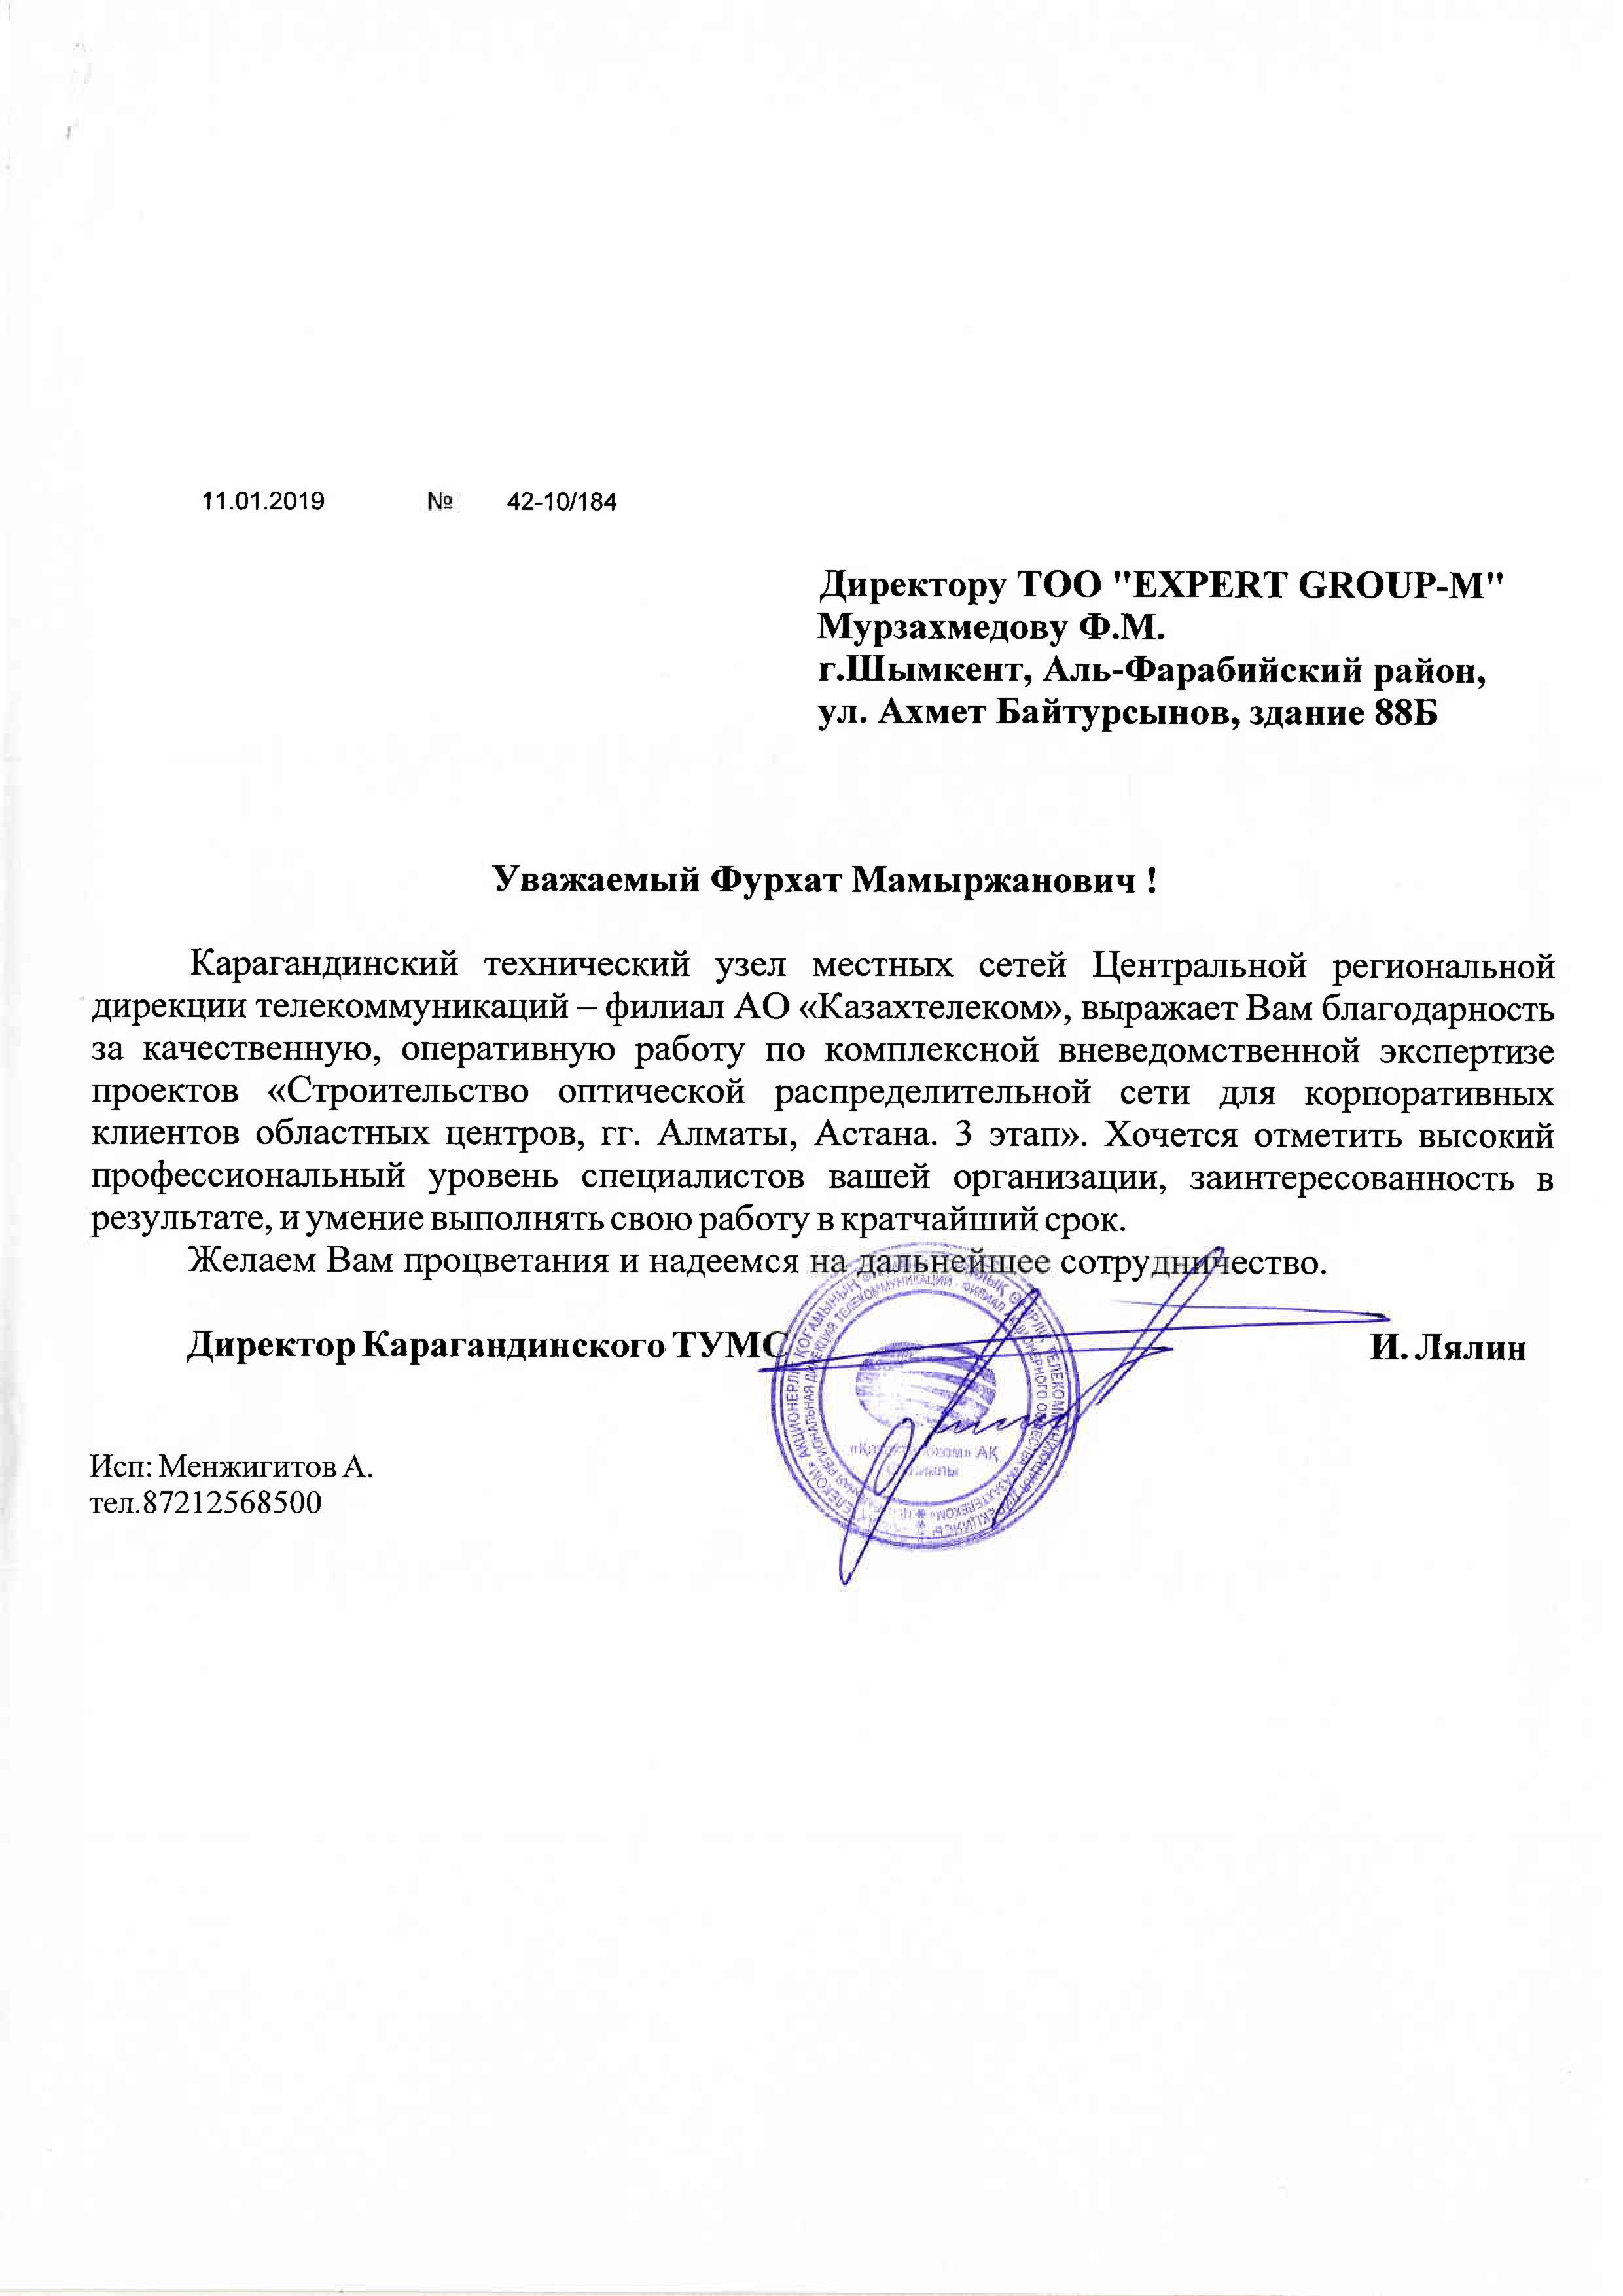 11.01.2019 № 42-10/184
Директору ТОО "EXPERT GROUP-M"
Мурзахмедову Ф.М.
г.Шымкент, Аль-Фарабийский район,
ул. Ахмет Байтурсынов, здание 88Б
Уважаемый Фурхат Мамыржанович !
Карагандинский технический узел местных сетей Центральной региональной
дирекции телекоммуникаций – филиал АО «Казахтелеком», выражает Вам благодарность
за качественную, оперативную работу по комплексной вневедомственной экспертизе
проектов «Строительство оптической распределительной сети для корпоративных
клиентов областных центров, гг. Алматы, Астана. 3 этап». Хочется отметить высокий
профессиональный уровень специалистов вашей организации, заинтересованность в
результате, и умение выполнять свою работу в кратчайший срок.
Желаем Вам процветания и надеемся на дальнейшее сотрудничество.
Директор Карагандинского ТУМС И. Лялин
Исп: Менжигитов А.
тел.87212568500